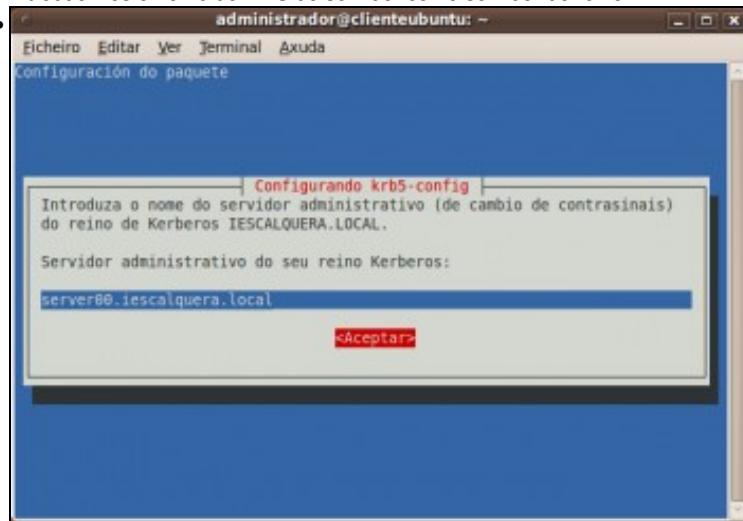 administrador@clienteubuntu: ~
Ficheiro Editar Ver Terminal Axuda
Configuración do paquete
Configurando krb5-config
Introduza o nome do servidor administrativo (de cambio de contrasinais)
do reino de Kerberos IESCALQUERA.LOCAL.
Servidor administrativo do seu reino Kerberos:
server00.iescalquera.local
<Aceptar>